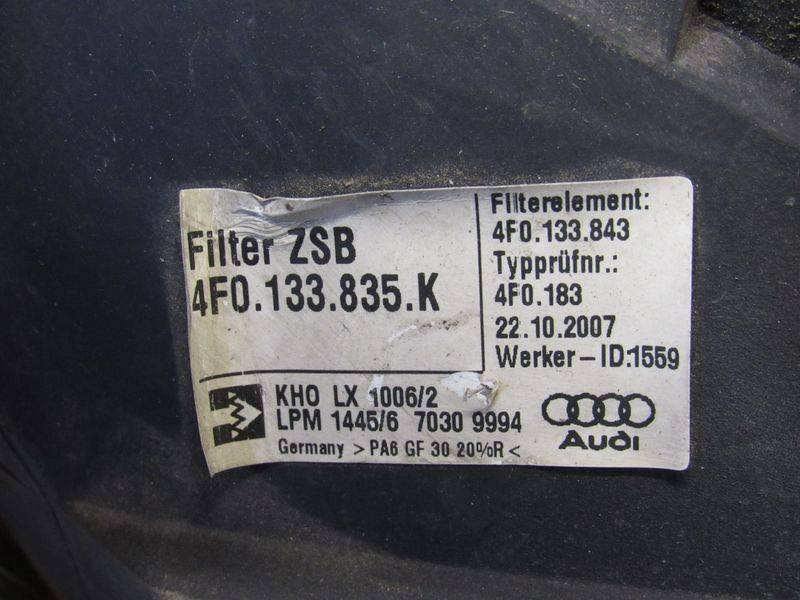 Filter ZSB
4F0.133.835.K
Filterelement:
4F0.133.843
Typprüfnr.:
4F0.183
22.10.2007
Werker-ID:1559
KHO LX 1006/2
LPM 1445/6 7030 9994
Germany >PA6 GF 30 20%R<
Audi